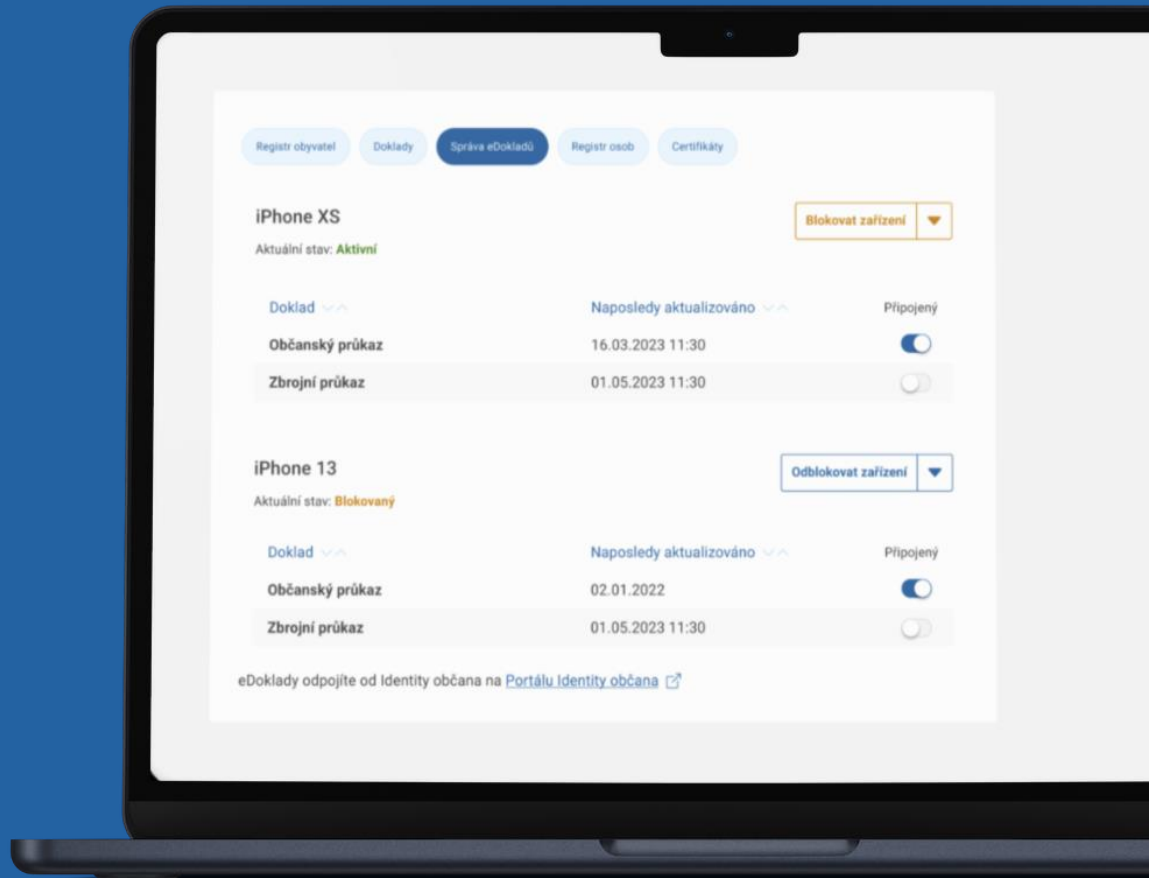 Registr obyvatel Doklady Správa eDokladů Registr osob Certifikáty
iPhone XS
Blokovat zařízení
Aktuální stav: Aktivní
Doklad Naposledy aktualizováno Připojený
Občanský průkaz 16.03.2023 11:30
Zbrojní průkaz 01.05.2023 11:30
iPhone 13
Odblokovat zařízení
Aktuální stav: Blokovaný
Doklad Naposledy aktualizováno Připojený
Občanský průkaz 02.01.2022
Zbrojní průkaz 01.05.2023 11:30
eDoklady odpojíte od Identity občana na Portálu Identity občana